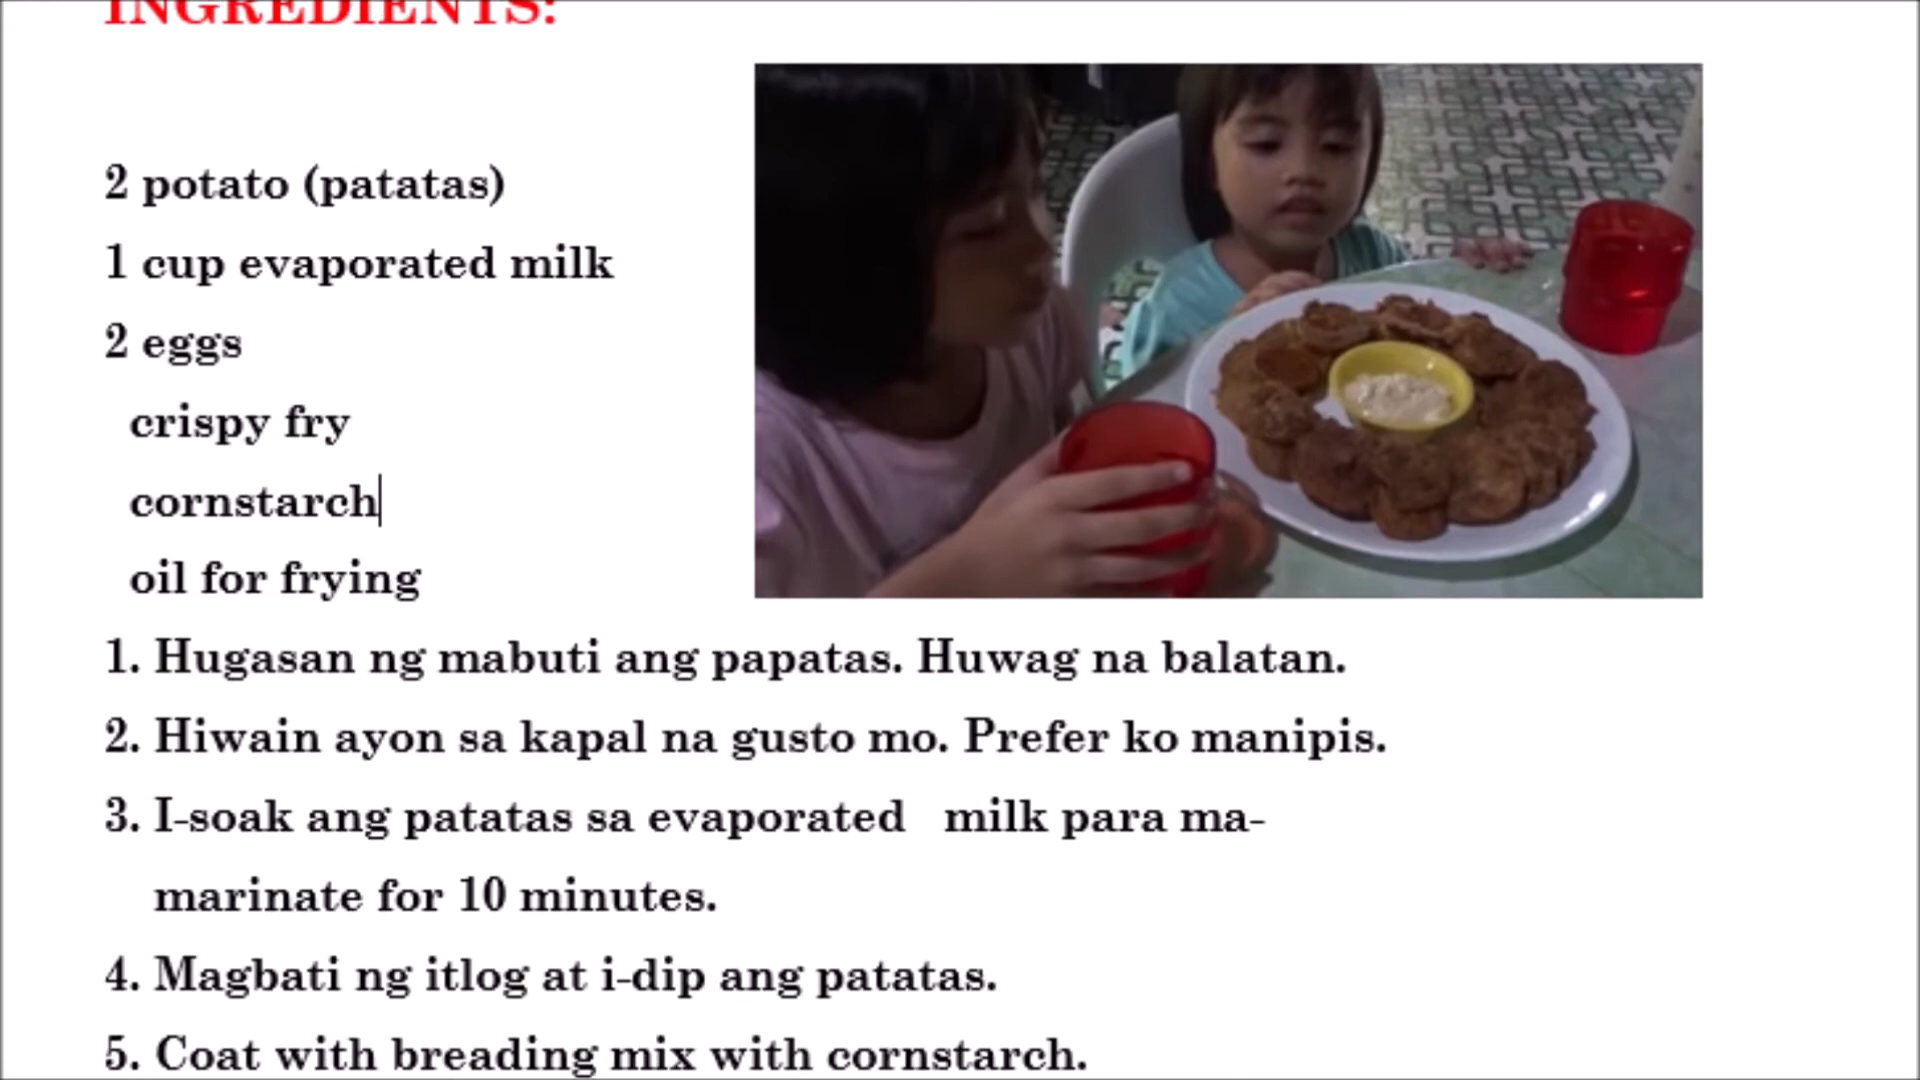 INGREDIENTS:
2 potato (patatas)
1 cup evaporated milk
2 eggs
crispy fry
cornstarch
oil for frying
1. Hugasan ng mabuti ang papatas. Huwag na balatan.
2. Hiwain ayon sa kapal na gusto mo. Prefer ko manipis.
3. I-soak ang patatas sa evaporated milk para ma-
marinate for 10 minutes.
4. Magbati ng itlog at i-dip ang patatas.
5. Coat with breading mix with cornstarch.